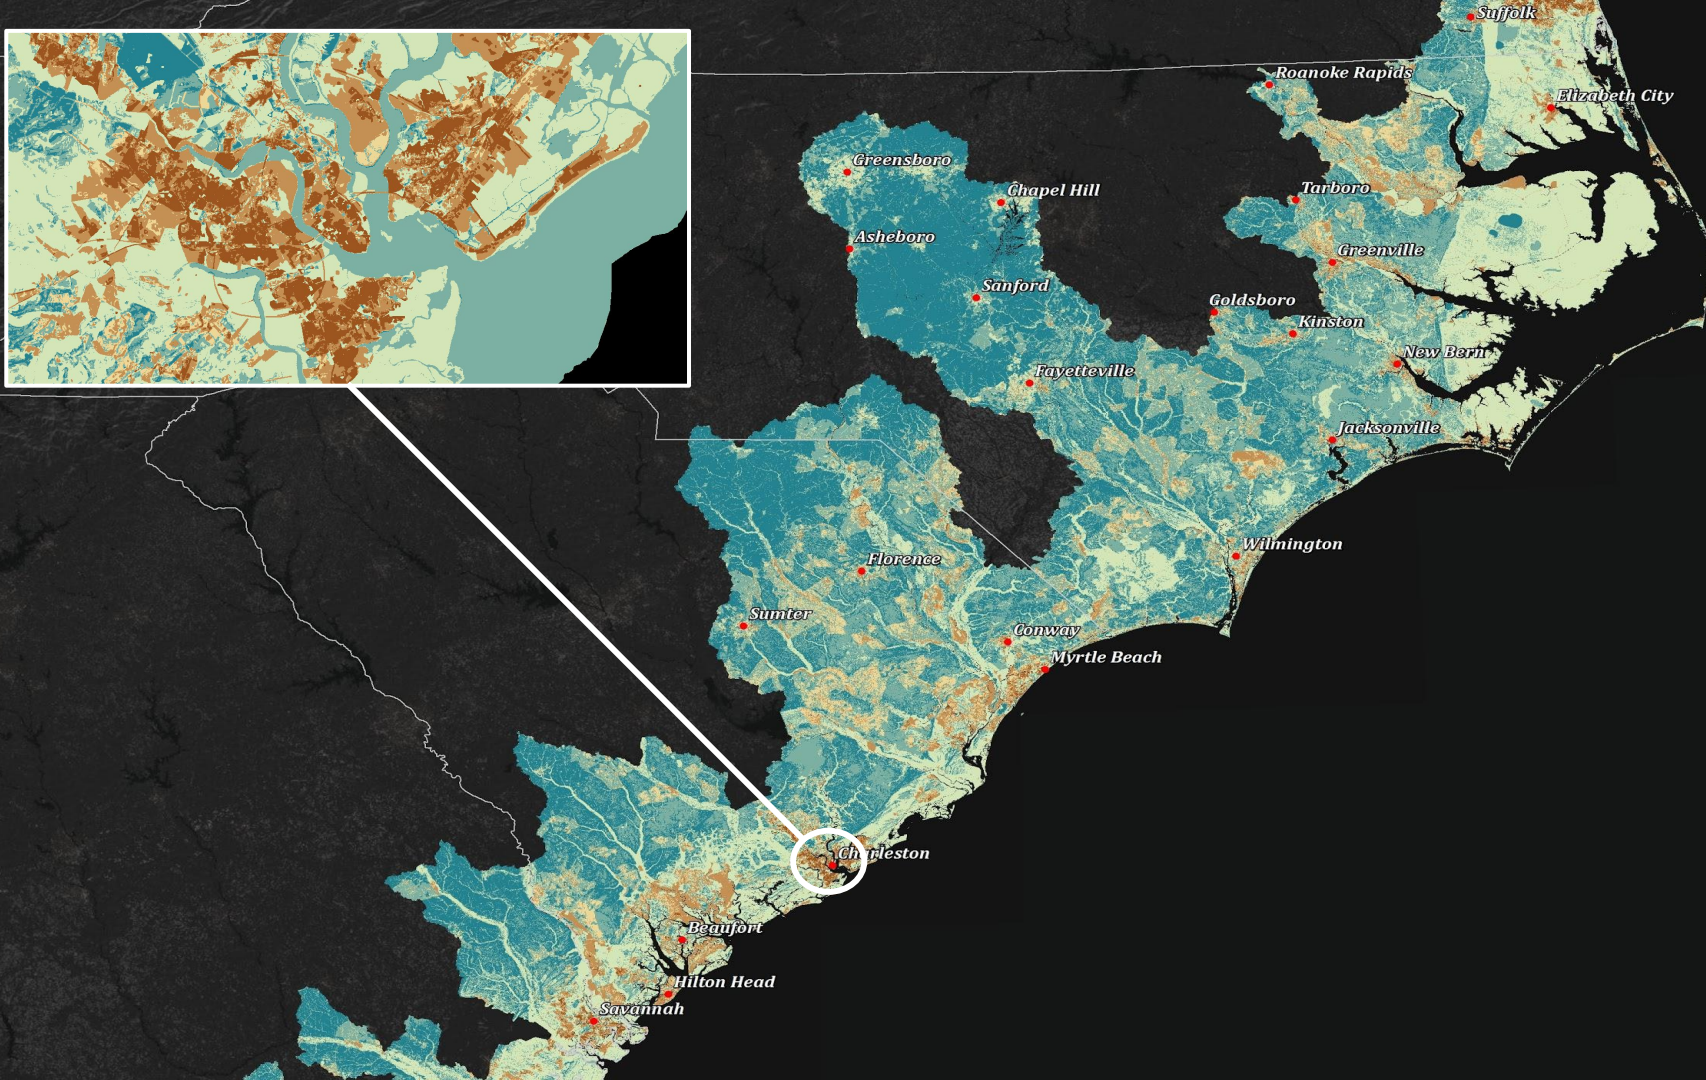 Suffolk
Roanoke Rapids
Elizabeth City
Greensboro
Chapel Hill
Tarboro
Asheboro
Greenville
Sanford
Goldsboro
Kinston
New Bern
Fayetteville
Jacksonville
Wilmington
Florence
Sumter
Conway
Myrtle Beach
Charleston
Beaufort
Hilton Head
Savannah